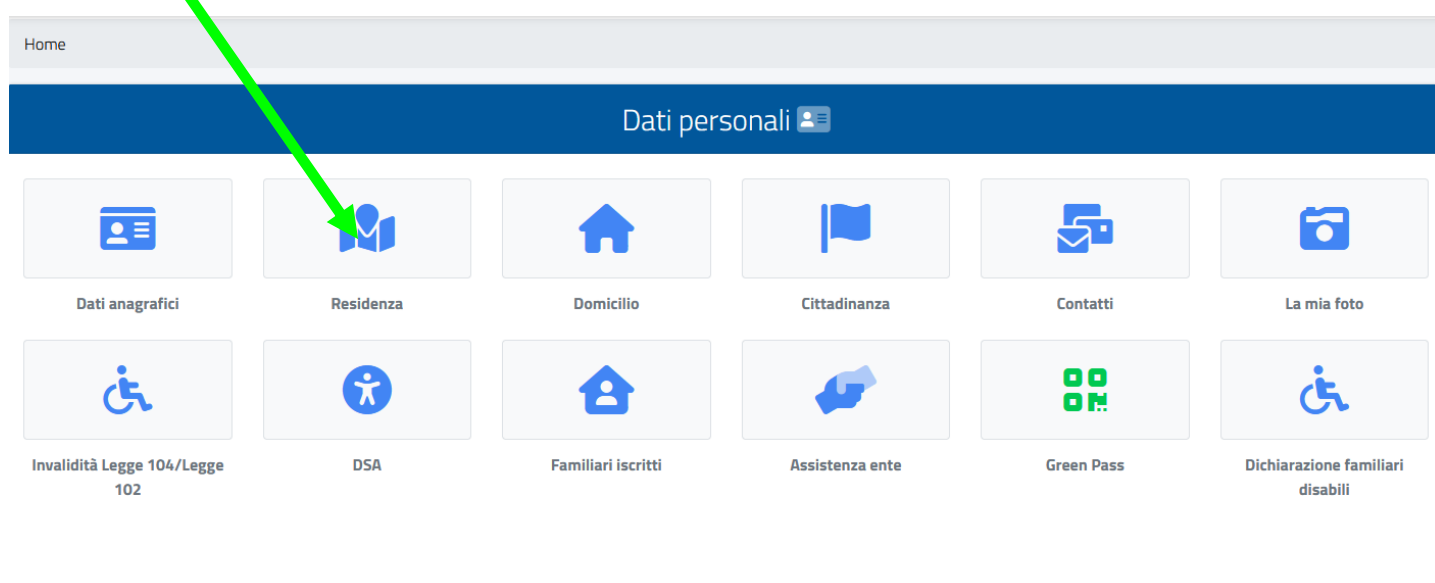 Home
Dati personali
Dati anagrafici
Residenza
Domicilio
Cittadinanza
Contatti
La mia foto
Invalidità Legge 104/Legge
102
DSA
Familiari iscritti
Assistenza ente
Green Pass
Dichiarazione familiari
disabili